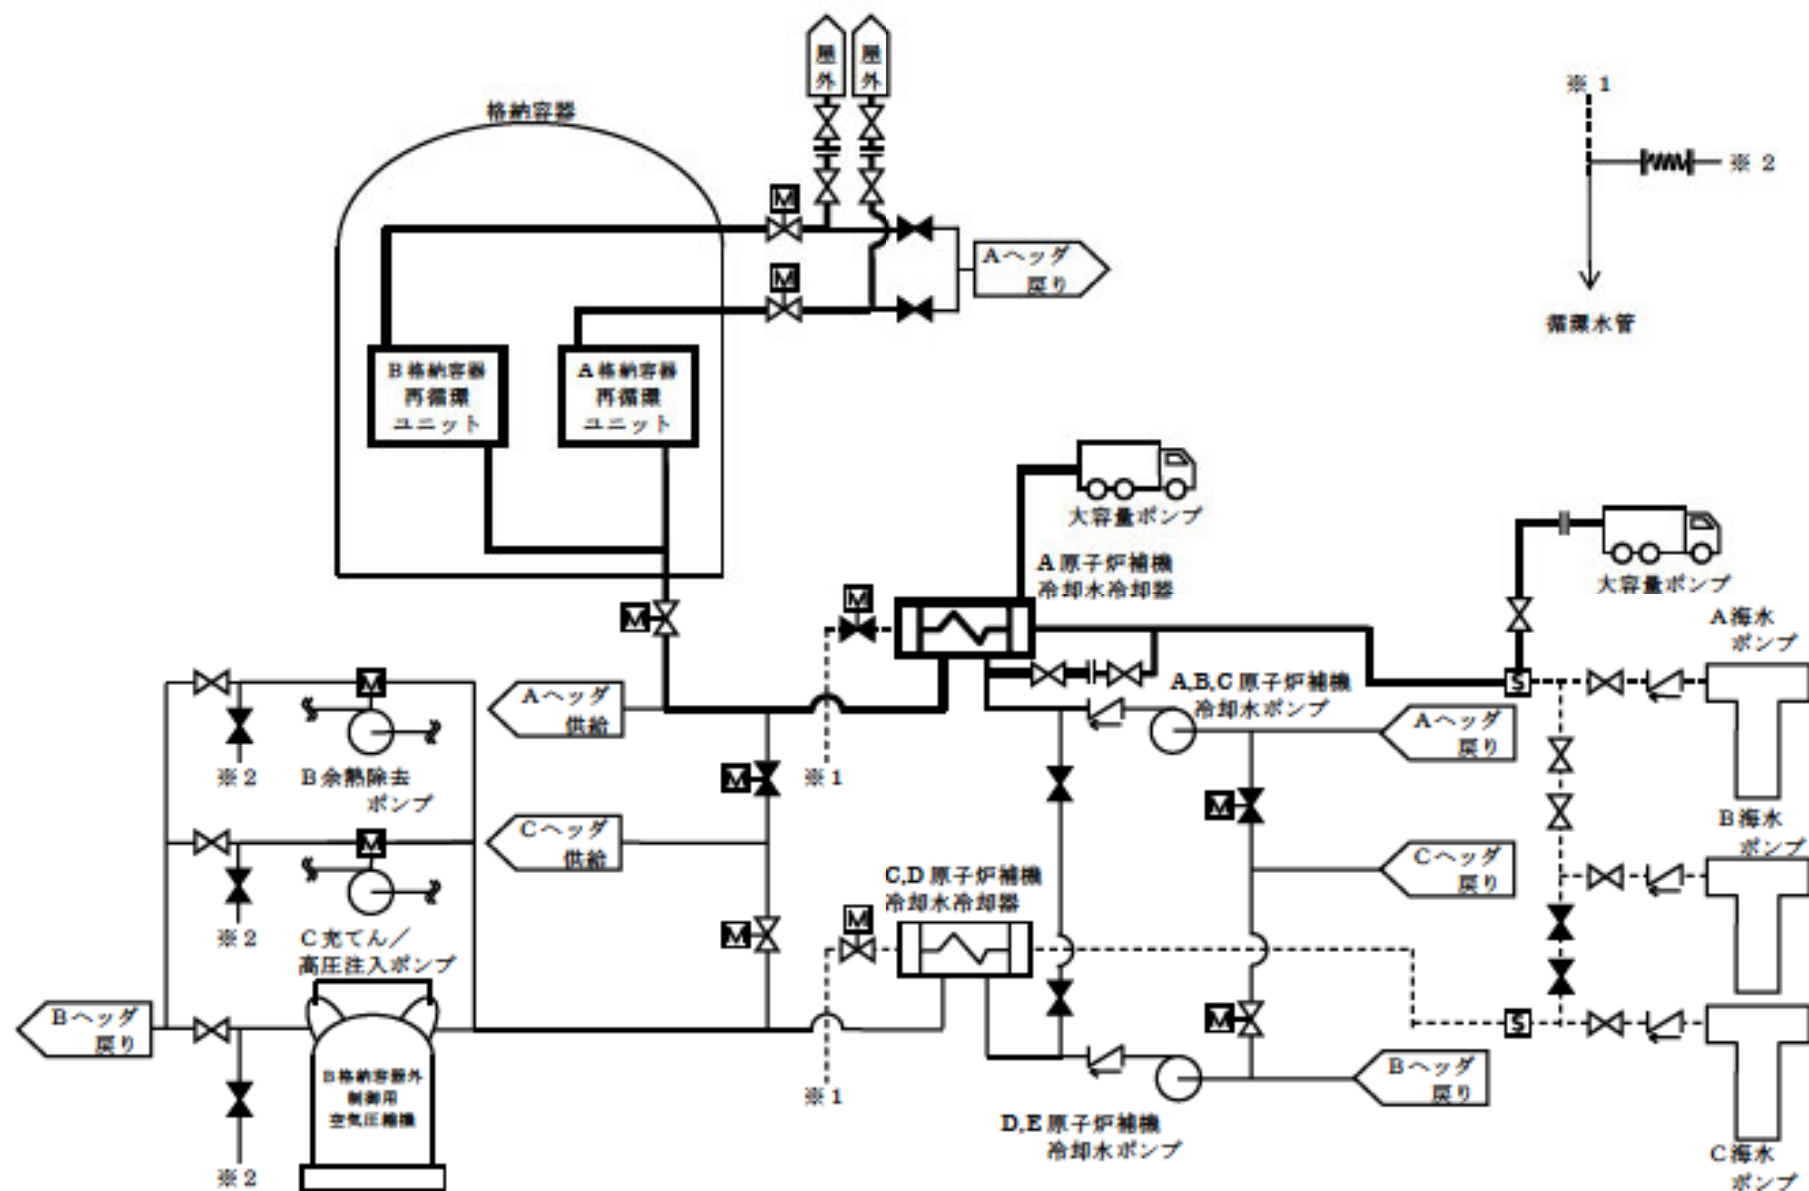 屋
外
屋
外
※ 1
※ 2
循環水管
格納容器
M
M
Aヘッダ
戻り
B格納容器
再循環
ユニット
A格納容器
再循環
ユニット
大容量ポンプ
大容量ポンプ
A原子炉補機
冷却水冷却器
M
M
A海水
ポンプ
M
S
A,B,C原子炉補機
冷却水ポンプ
Aヘッダ
供給
Aヘッダ
戻り
※2
B余熱除去
ポンプ
M
※1
M
B海水
ポンプ
M
Cヘッダ
供給
Cヘッダ
戻り
C,D原子炉補機
冷却水冷却器
M
※2
C充てん/
高圧注入ポンプ
M
M
S
Bヘッダ
戻り
B格納容器外
制御用
空気圧縮機
※1
Bヘッダ
戻り
D,E原子炉補機
冷却水ポンプ
※2
C海水
ポンプ